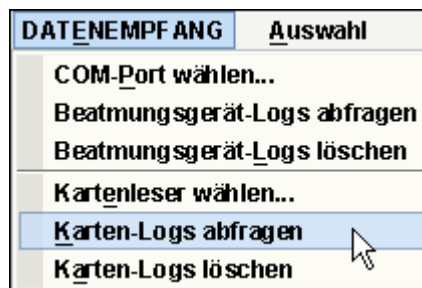 DATENEMPFANG Auswahl
COM-Port wählen...
Beatmungsgerät-Logs abfragen
Beatmungsgerät-Logs löschen
Kartenleser wählen...
Karten-Logs abfragen
Karten-Logs löschen